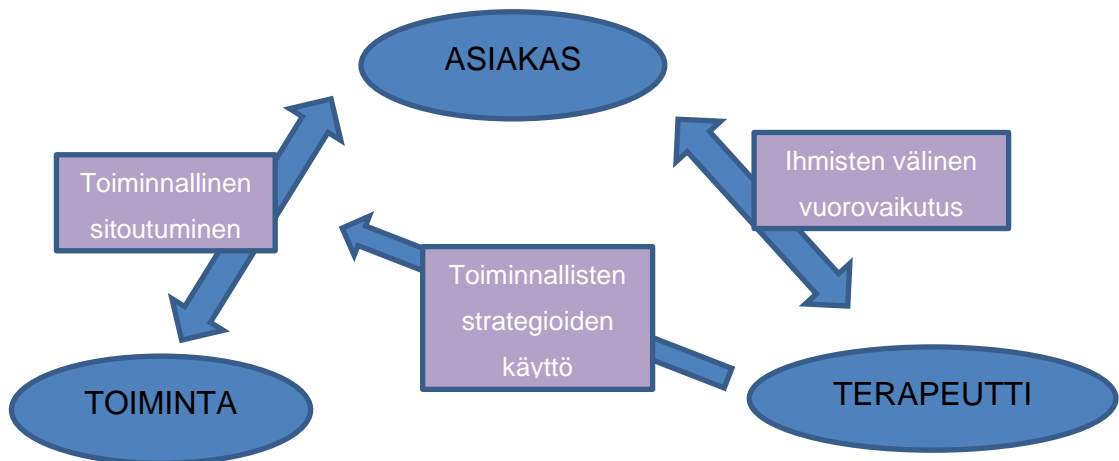 ASIAKAS
Toiminnallinen
sitoutuminen
Ihmisten välinen
vuorovaikutus
Toiminnallisten
strategioiden
käyttö
TOIMINTA
TERAPEUTTI